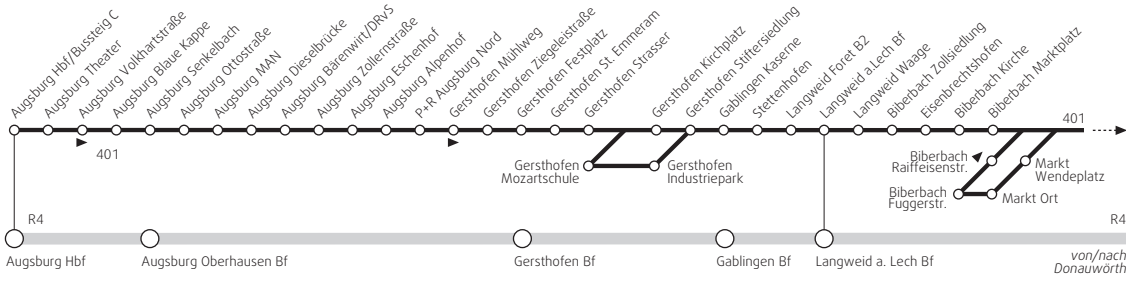 Augsburg Hbf/Bussteig C
Augsburg Theater
Augsburg Volkhartstraße
Augsburg Blaue Kappe
Augsburg Senkelbach
Augsburg Ottostraße
Augsburg MAN
Augsburg Dieselbrücke
Augsburg Bärenwirt/DRvS
Augsburg Zollernstraße
Augsburg Eschenhof
Augsburg Alpenhof
P+R Augsburg Nord
Gersthofen Mühlweg
Gersthofen Ziegeleistraße
Gersthofen Festplatz
Gersthofen St. Emmeram
Gersthofen Strasser
Gersthofen Kirchplatz
Gersthofen Stiftersiedlung
Gablingen Kaserne
Stettenhofen
Langweid Foret B2
Langweid a.Lech Bf
Langweid Waage
Biberbach Zollsiedlung
Eisenbrechtshofen
Biberbach Kirche
Biberbach Marktplatz
401
401
Gersthofen
Mozartschule
Gersthofen
Industriepark
Biberbach
Raiffeisenstr.
Markt
Wendeplatz
Biberbach
Fuggerstr.
Markt Ort
R4
R4
Augsburg Hbf
Augsburg Oberhausen Bf
Gersthofen Bf
Gablingen Bf
Langweid a. Lech Bf
von/nach
Donauwörth